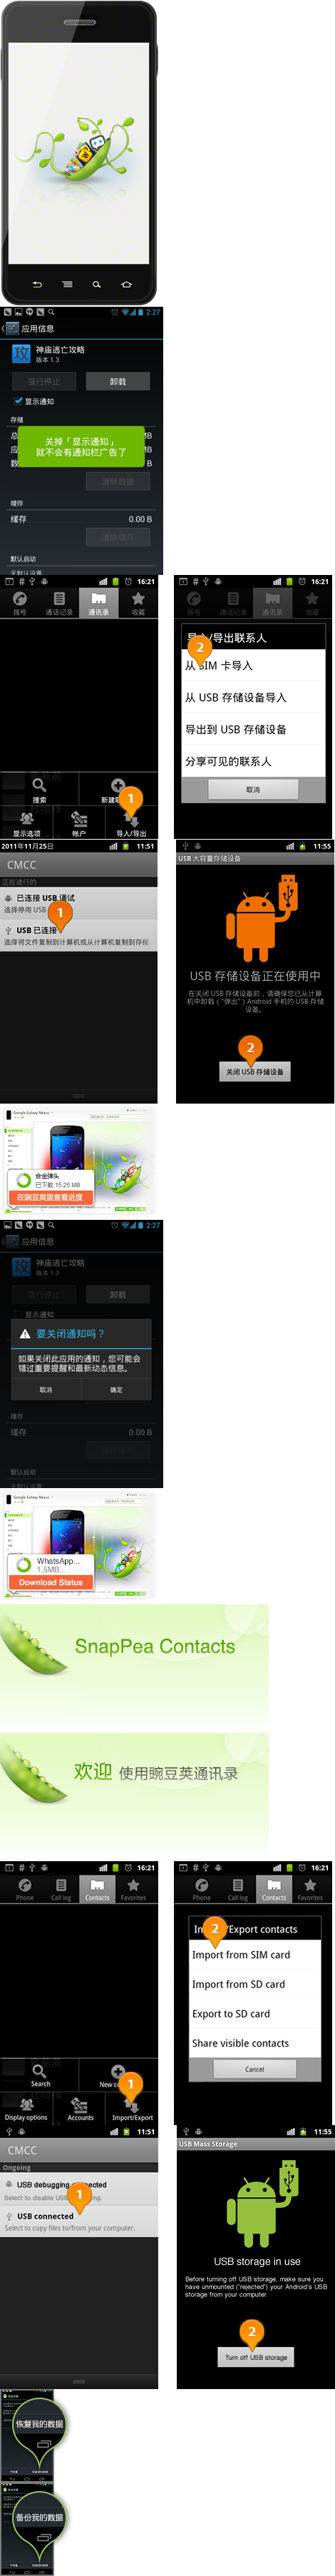 2:27
应用信息
神庙逃亡攻略
版本 1.3
强行停止
卸载
显示通知
存储
关掉「显示通知」
就不会有通知栏广告了
清除数据
缓存
缓存
0.00 B
清除缓存
默认启动
16:21
拨号
通话记录
通讯录
收藏
搜索
1
显示选项
帐户
导入/导出
16:21
拨号
通话记录
通讯录
收藏
导出联系人
2
从 SIM 卡导入
从 USB 存储设备导入
导出到 USB 存储设备
分享可见的联系人
取消
2011年11月25日
11:51
CMCC
正在进行的
已连接 USB 调试
选择停用 USB
1
USB 已连接
选择将文件复制到计算机或从计算机复制到存储
11:55
USB 大容量存储设备
USB 存储设备正在使用中
在关闭 USB 存储设备前，请确保您已从计算
机中卸载（“弹出”）Android 手机的 USB 存储
设备。
2
关闭 USB 存储设备
Google Galaxy Nexus
合金弹头
已下载 15.25 MB
在豌豆荚里查看进度
2:27
应用信息
神庙逃亡攻略
版本 1.3
强行停止
卸载
显示通知
要关闭通知吗？
如果关闭此应用的通知，您可能会
错过重要提醒和最新动态信息。
取消
确定
缓存
缓存
0.00 B
默认启动
Google Galaxy Nexus
WhatsApp...
1.5MB...
Download Status
SnapPea Contacts
欢迎 使用豌豆荚通讯录
16:21
Phone
Call log
Contacts
Favorites
Search
1
Display options
Accounts
Import/Export
16:21
Phone
Call log
Contacts
Favorites
2
/Export contacts
Import from SIM card
Import from SD card
Export to SD card
Share visible contacts
Cancel
11:51
CMCC
Ongoing
USB debugging connected
Select to disable USB
1
USB connected
Select to copy files to/from your computer.
11:55
USB Mass Storage
USB storage in use
Before turning off USB storage, make sure you
have unmounted ("rejected") your Android's USB
storage from your computer.
2
Turn off USB storage
恢复我的数据
备份我的数据